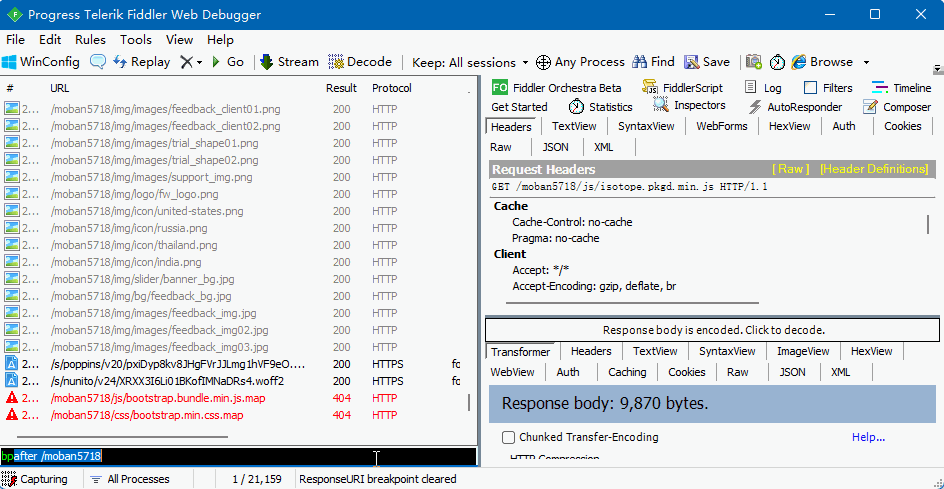 Progress Telerik Fiddler Web Debugger
File Edit Rules Tools View Help
WinConfig Replay Go Stream Decode Keep: All sessions Any Process Find Save Browse
# URL Result Protocol
2... /moban5718/img/images/feedback_client01.png 200 HTTP
2... /moban5718/img/images/feedback_client02.png 200 HTTP
2... /moban5718/img/images/trial_shape01.png 200 HTTP
2... /moban5718/img/images/trial_shape02.png 200 HTTP
2... /moban5718/img/images/support_img.png 200 HTTP
2... /moban5718/img/logo/fw_logo.png 200 HTTP
2... /moban5718/img/icon/united-states.png 200 HTTP
2... /moban5718/img/icon/russia.png 200 HTTP
2... /moban5718/img/icon/thailand.png 200 HTTP
2... /moban5718/img/icon/india.png 200 HTTP
2... /moban5718/img/slider/banner_bg.jpg 200 HTTP
2... /moban5718/img/bg/feedback_bg.jpg 200 HTTP
2... /moban5718/img/images/feedback_img.jpg 200 HTTP
2... /moban5718/img/images/feedback_img02.jpg 200 HTTP
2... /moban5718/img/images/feedback_img03.jpg 200 HTTP
2... /s/poppins/v20/pxiDyp8kv8JHgFVrJJLmg1hVF9eO.... 200 HTTPS fo
2... /s/nunito/v24/XRXX3I6Li01BKofIMNaDRs4.woff2 200 HTTPS fo
2... /moban5718/js/bootstrap.bundle.min.js.map 404 HTTP
2... /moban5718/css/bootstrap.min.css.map 404 HTTP
bpafter /moban5718
FO Fiddler Orchestra Beta FiddlerScript Log Filters Timeline
Get Started Statistics Inspectors AutoResponder Composer
Headers TextView SyntaxView WebForms HexView Auth Cookies
Raw JSON XML
Request Headers [ Raw ] [Header Definitions]
GET /moban5718/js/isotope.pkgd.min.js HTTP/1.1
Cache
Cache-Control: no-cache
Pragma: no-cache
Client
Accept: */*
Accept-Encoding: gzip, deflate, br
Response body is encoded. Click to decode.
Transformer Headers TextView SyntaxView ImageView HexView
WebView Auth Caching Cookies Raw JSON XML
Response body: 9,870 bytes.
Chunked Transfer-Encoding Help...
HTTP Compression
Capturing All Processes 1 / 21,159 ResponseURI breakpoint cleared